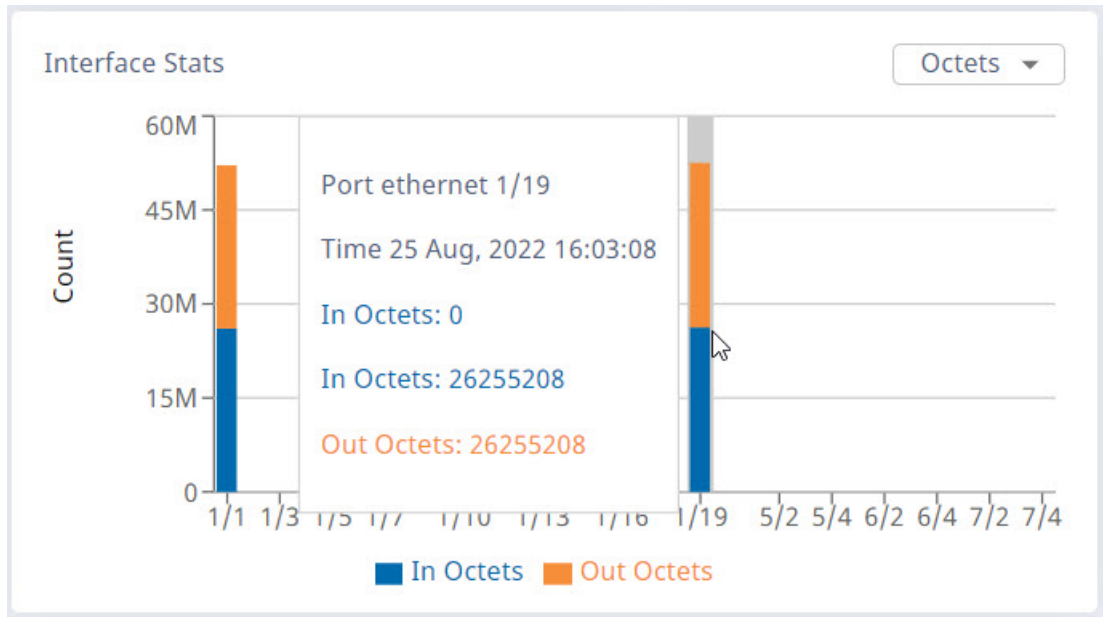 Interface Stats
Octets
60M
45M
30M
15M
0
Count
Port ethernet 1/19
Time 25 Aug, 2022 16:03:08
In Octets: 0
In Octets: 26255208
Out Octets: 26255208
1/1 1/3 1/5 1/7 1/10 1/13 1/16 1/19 5/2 5/4 6/2 6/4 7/2 7/4
In Octets Out Octets